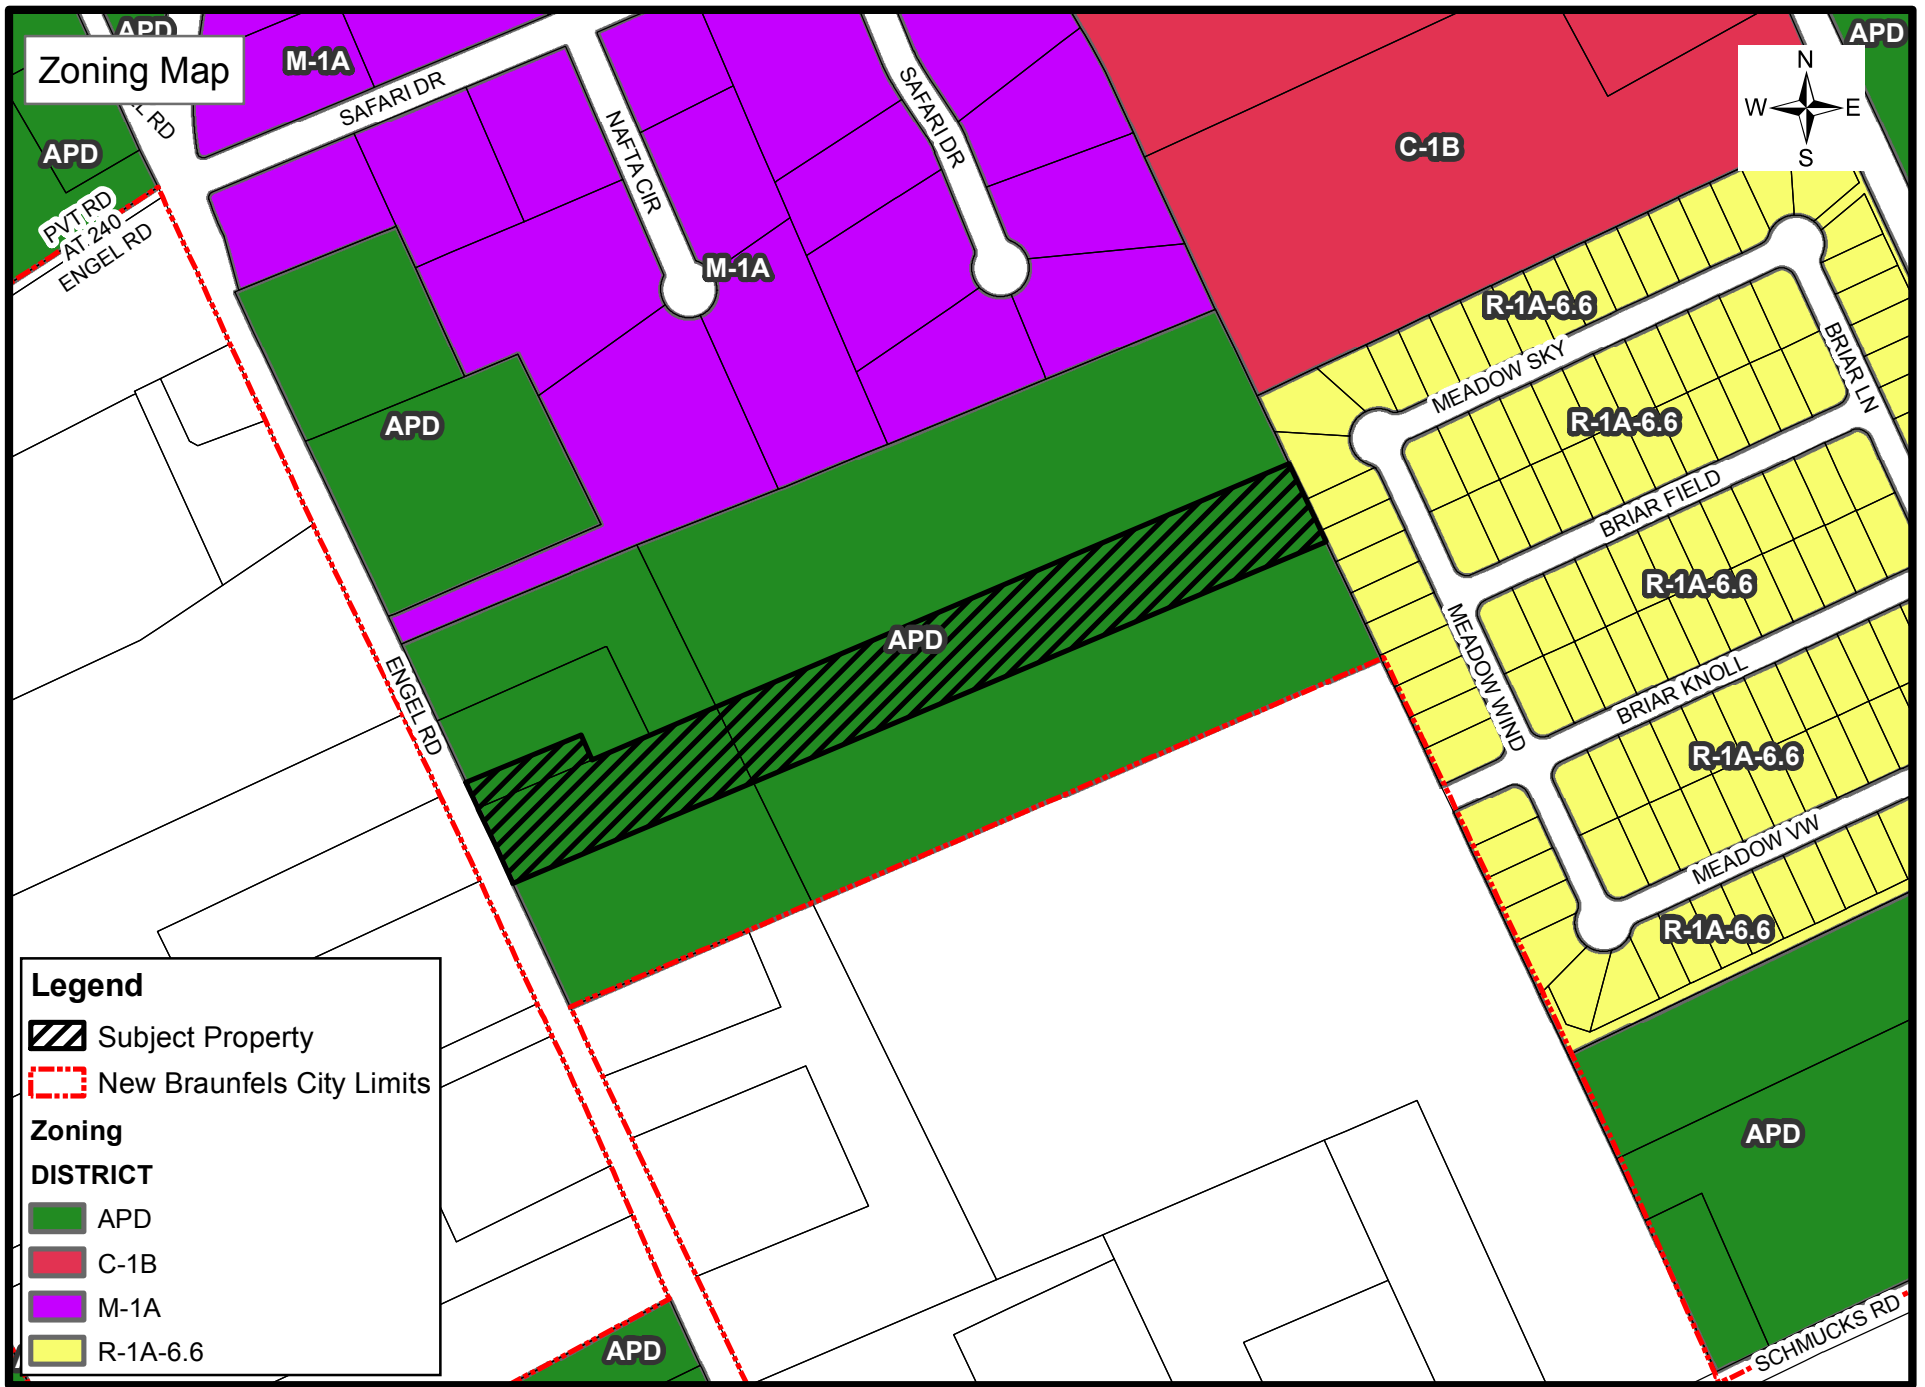 APD
Zoning Map
M-1A
APD
N
W E
S
SAFARI DR
SAFARI DR
NAFTA CIR
C-1B
L RD
APD
PVT RD
AT 240
ENGEL RD
M-1A
R-1A-6.6
MEADOW SKY
BRIAR LN
R-1A-6.6
APD
BRIAR FIELD
R-1A-6.6
APD
MEADOW WIND
ENGEL RD
BRIAR KNOLL
R-1A-6.6
MEADOW VW
R-1A-6.6
Legend
Subject Property
New Braunfels City Limits
Zoning
DISTRICT
APD
C-1B
M-1A
R-1A-6.6
APD
APD
SCHMUCKS RD